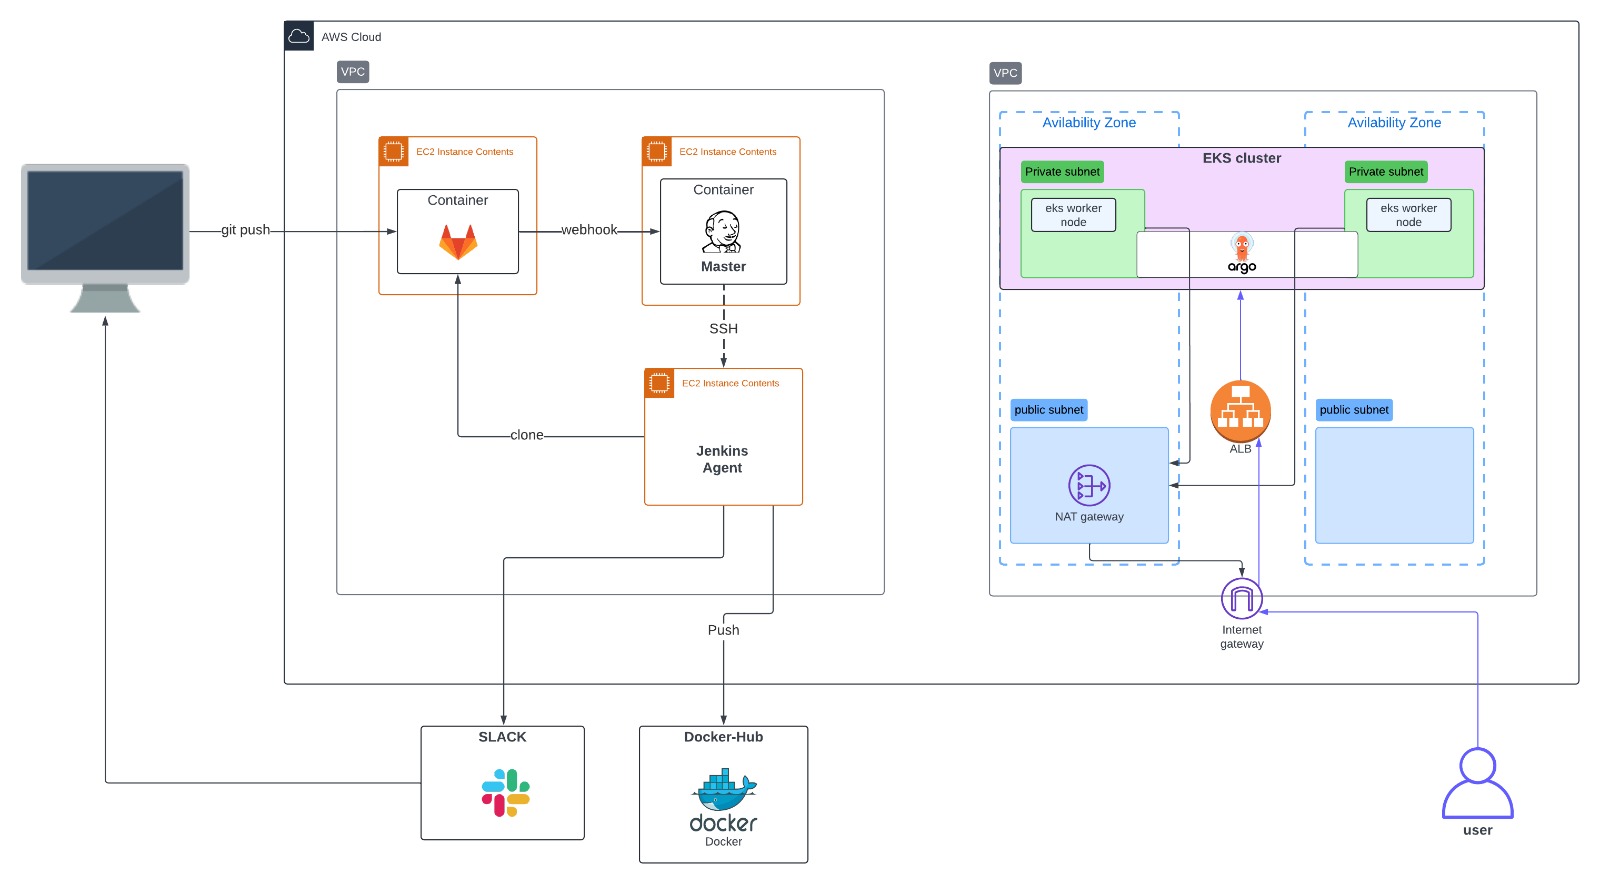 AWS Cloud
VPC
VPC
EC2 Instance Contents
EC2 Instance Contents
Avilability Zone
Avilability Zone
EKS cluster
Private subnet
Private subnet
Container
Container
Master
eks worker
node
eks worker
node
git push
webhook
argo
SSH
EC2 Instance Contents
Jenkins
Agent
clone
public subnet
public subnet
ALB
NAT gateway
Internet
gateway
Push
SLACK
Docker-Hub
docker
Docker
user